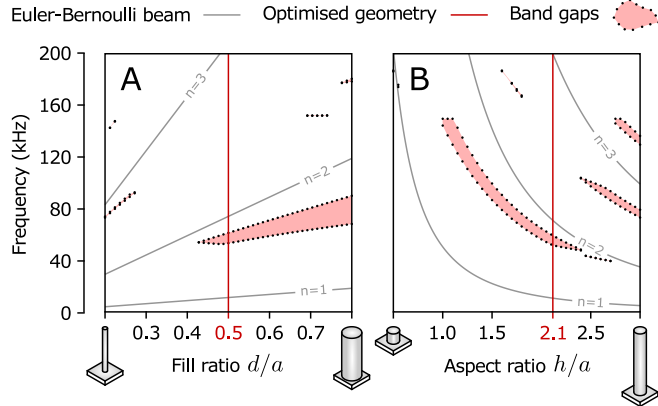 Euler-Bernoulli beam Optimised geometry Band gaps
A
B
Frequency (kHz)
200
160
120
80
40
0
n=3
n=2
n=1
n=3
n=2
n=1
0.3 0.4 0.5 0.6 0.7
1.0 1.5 2.1 2.5
Fill ratio d/a
Aspect ratio h/a